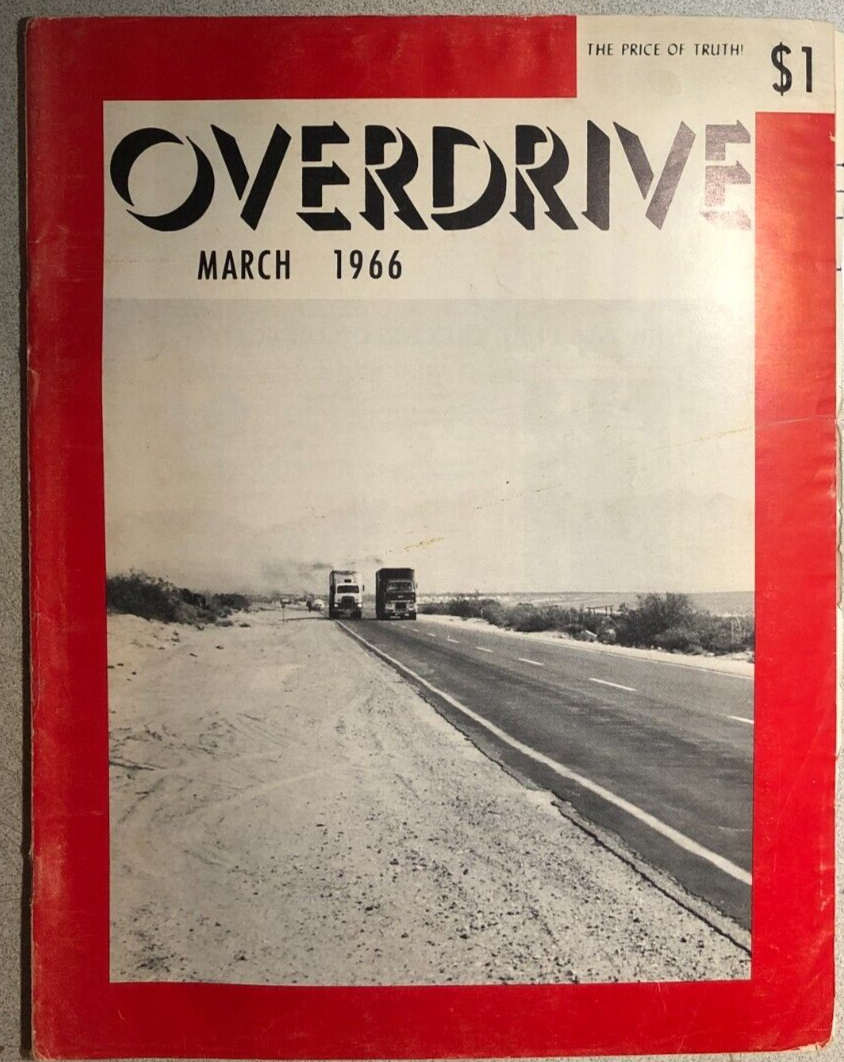 THE PRICE OF TRUTH!
$1
OVERDRIVE
MARCH 1966